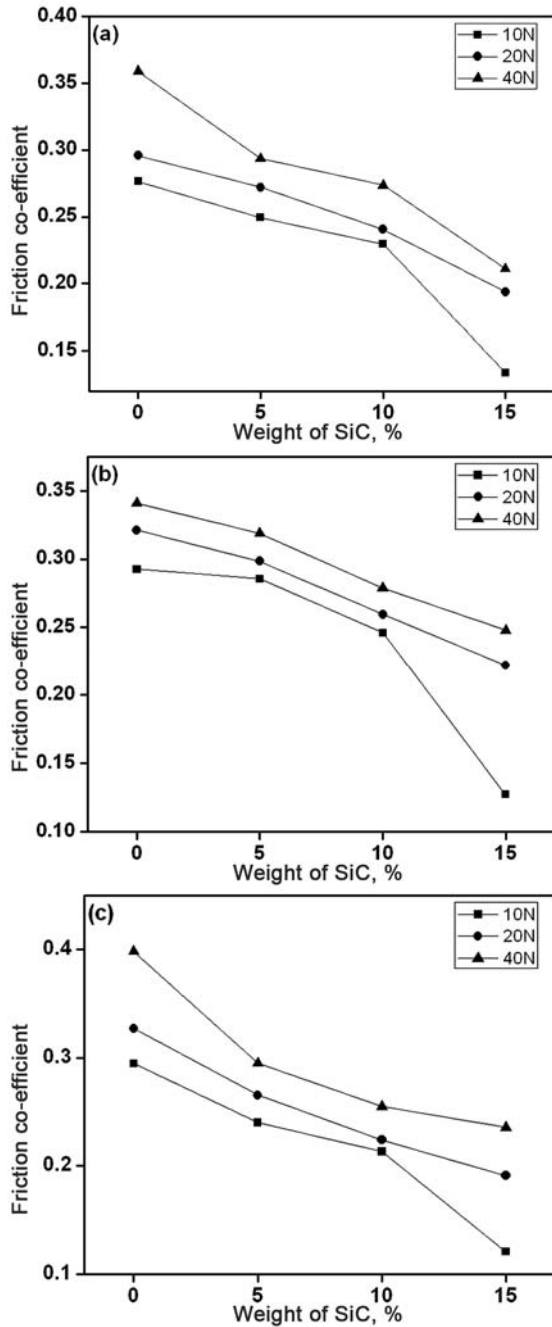 (a)
10N
20N
40N
0.40
0.35
0.30
0.25
0.20
0.15
Friction co-efficient
0 5 10 15
Weight of SiC, %
(b)
10N
20N
40N
0.35
0.30
0.25
0.20
0.15
0.10
Friction co-efficient
0 5 10 15
Weight of SiC, %
(c)
10N
20N
40N
0.4
0.3
0.2
0.1
Friction co-efficient
0 5 10 15
Weight of SiC, %